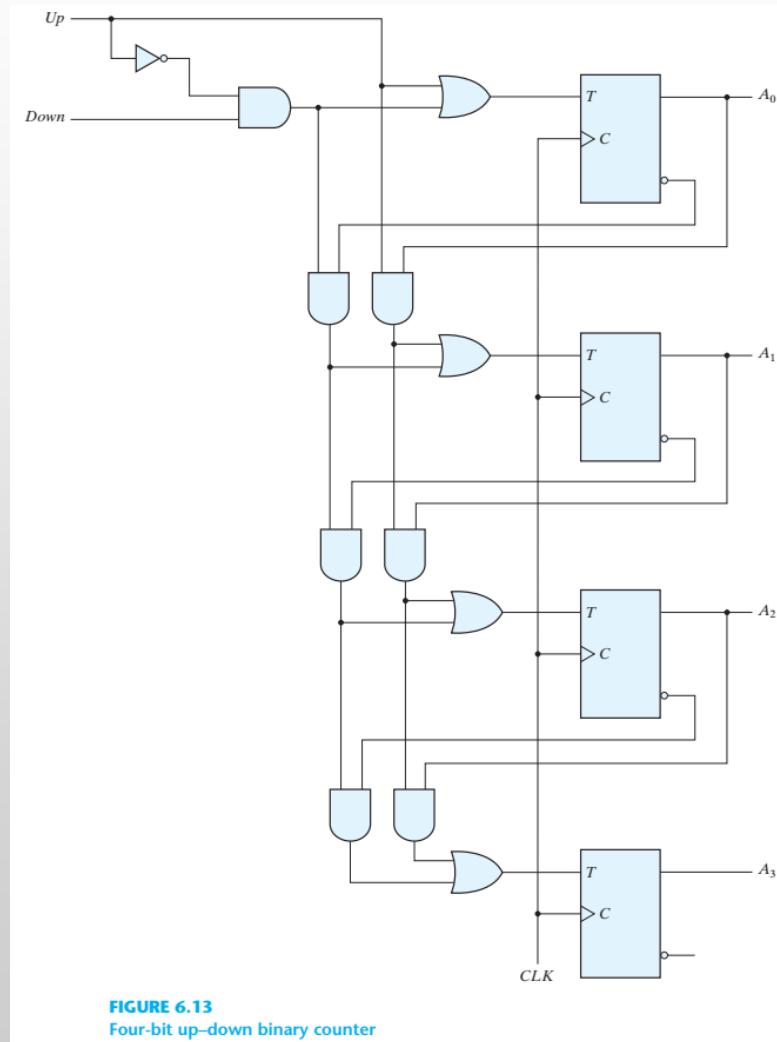 Up
Down
T
A₀
C
T
A₁
C
T
A₂
C
T
A₃
C
CLK
FIGURE 6.13
Four-bit up–down binary counter